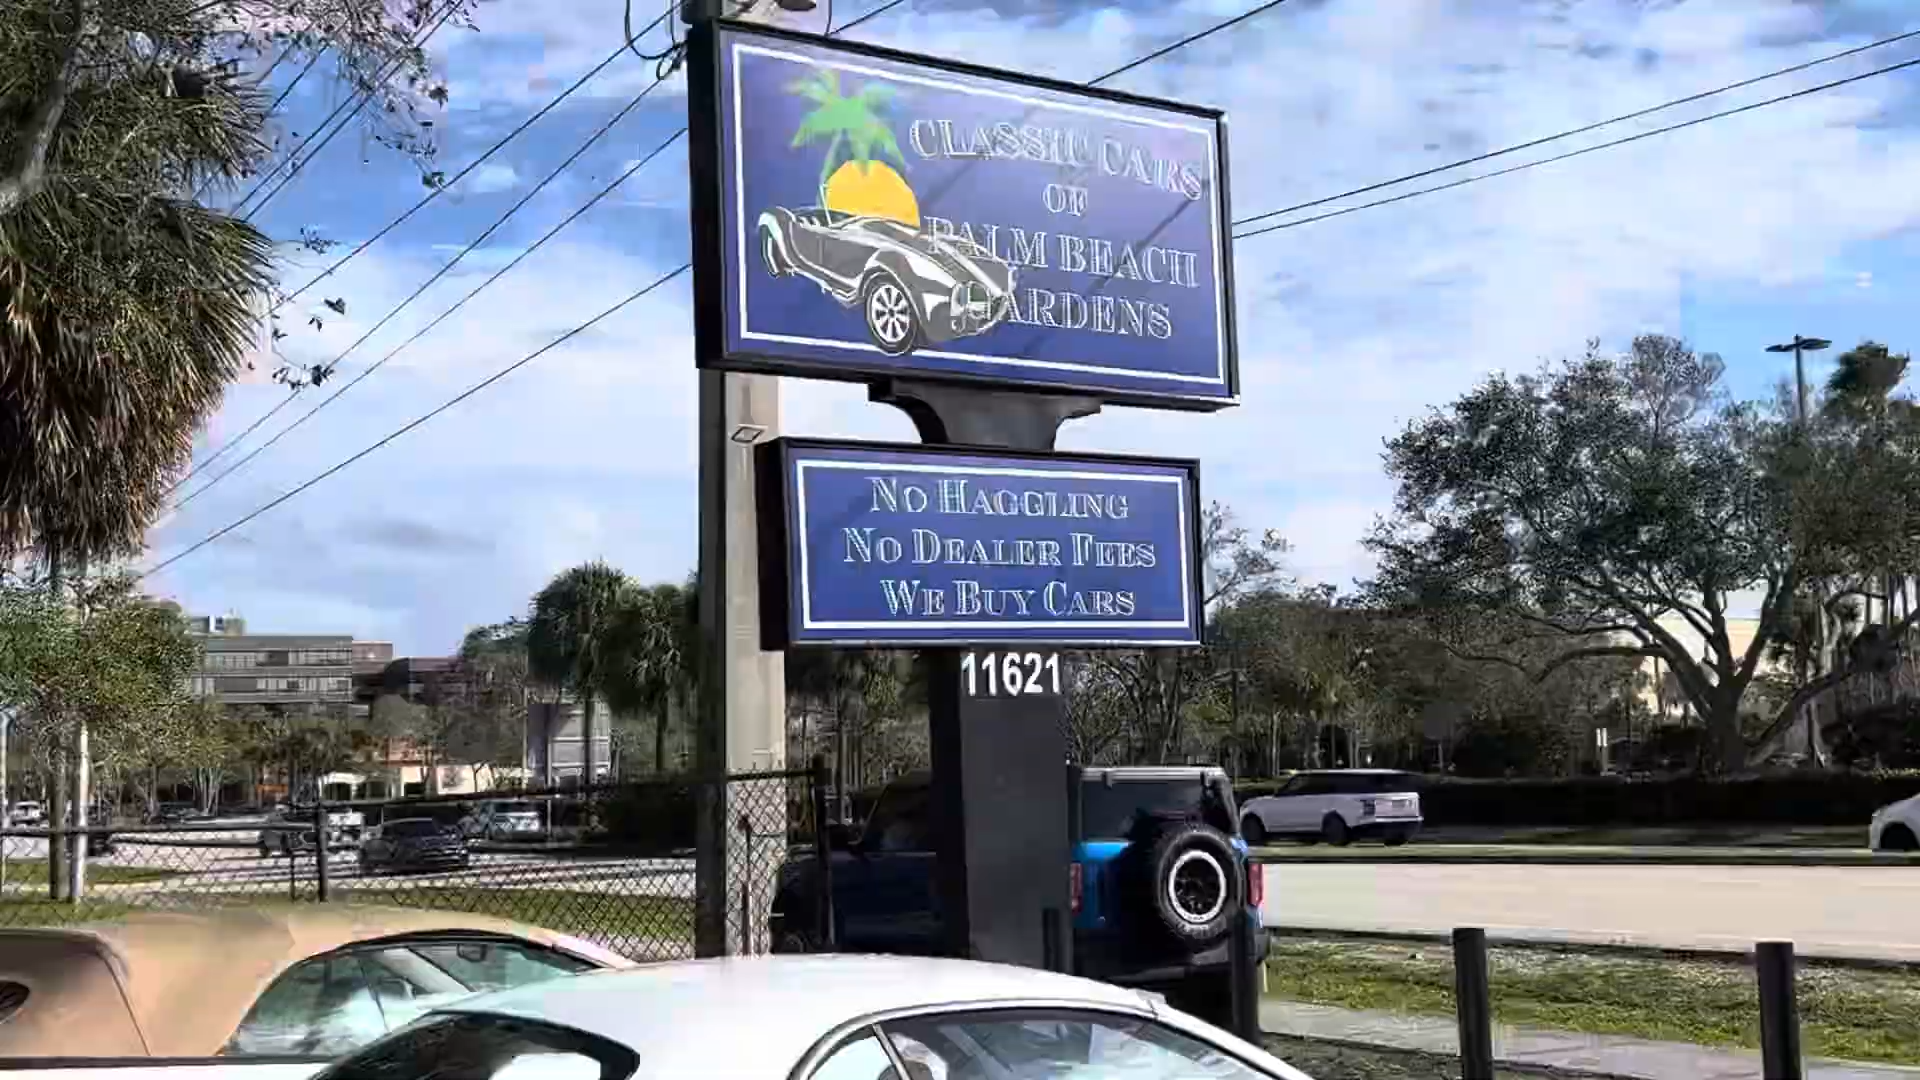 CLASSIC CARS
OF
PALM BEACH
GARDENS
NO HAGGLING
NO DEALER FEES
WE BUY CARS
11621